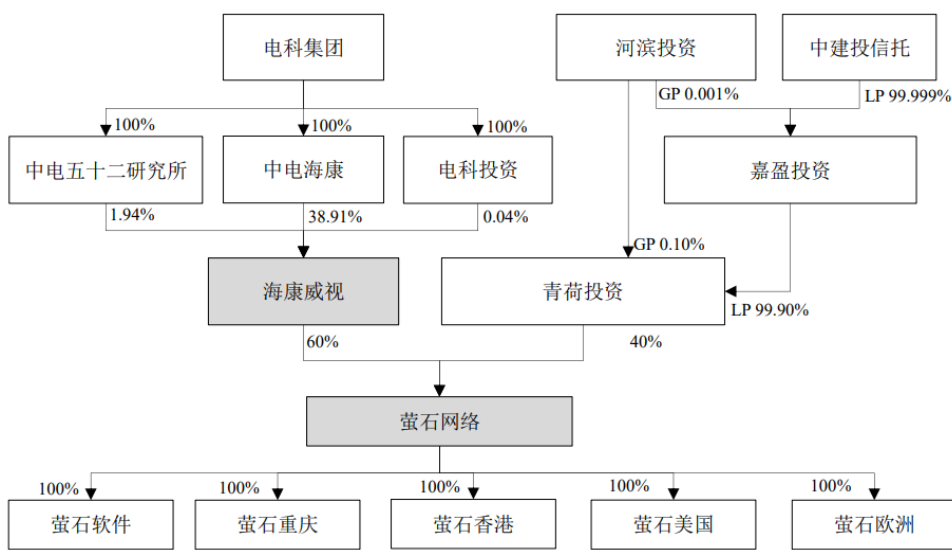 电科集团
河滨投资
中建投信托
GP 0.001%
LP 99.999%
100%
100%
100%
中电五十二研究所
中电海康
电科投资
嘉盈投资
1.94%
38.91%
0.04%
GP 0.10%
海康威视
青荷投资
LP 99.90%
60%
40%
萤石网络
100%
100%
100%
100%
100%
萤石软件
萤石重庆
萤石香港
萤石美国
萤石欧洲